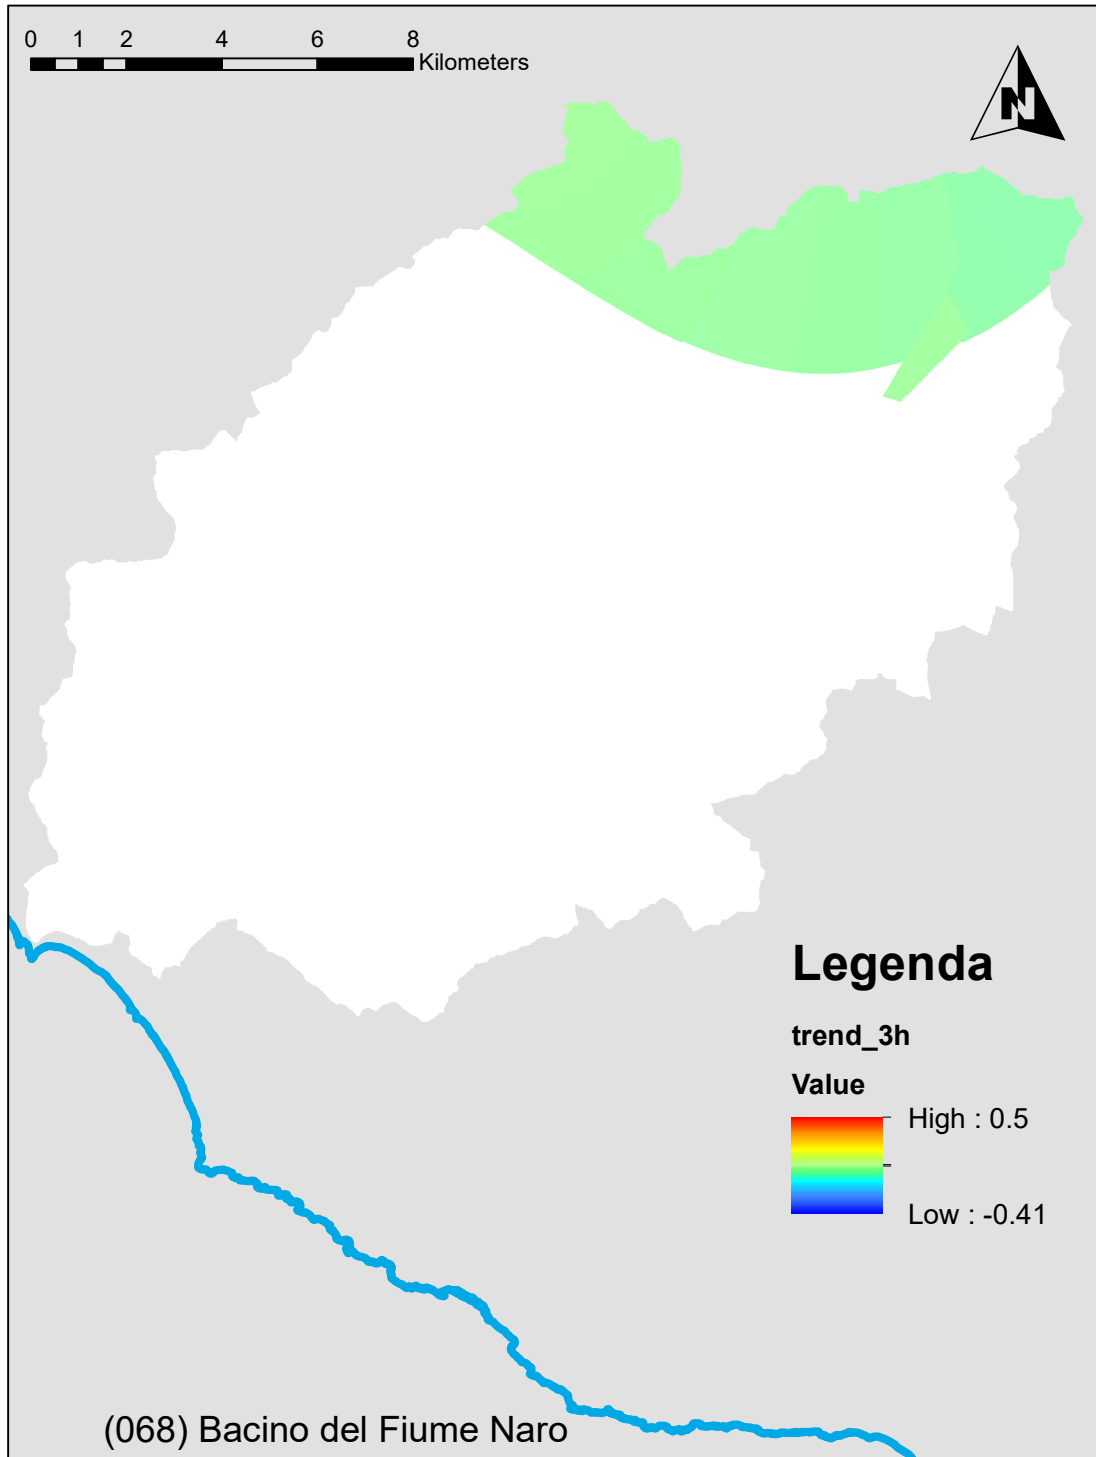 0 1 2 4 6 8
Kilometers
N
Legenda
trend_3h
Value
High : 0.5
Low : -0.41
(068) Bacino del Fiume Naro